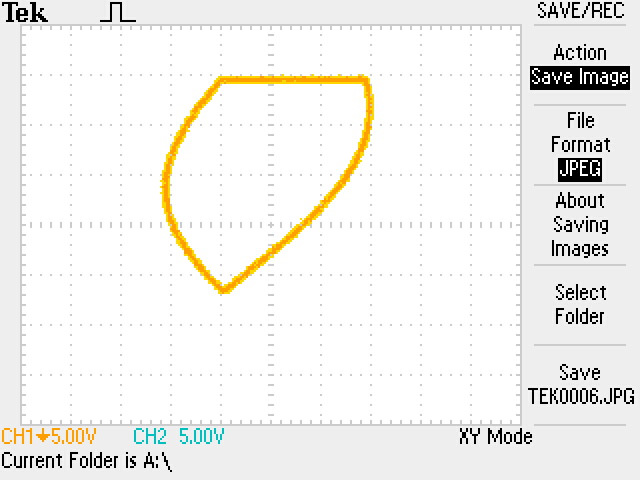 Tek
SAVE/REC
Action
Save Image
File
Format
JPEG
About
Saving
Images
Select
Folder
Save
TEK0006.JPG
CH1 5.00V CH2 5.00V XY Mode
Current Folder is A:\